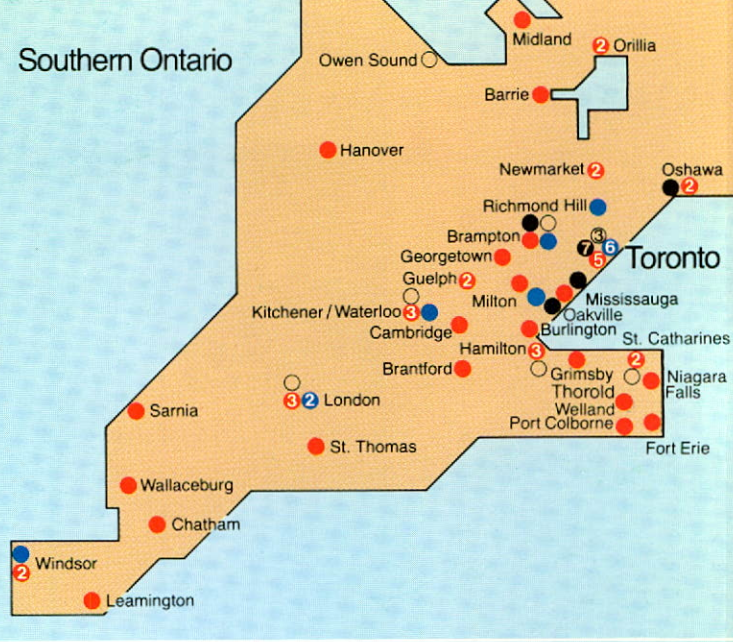 Southern Ontario
Midland
2 Orillia
Owen Sound
Barrie
Hanover
Newmarket 2
Oshawa
2
Richmond Hill
Brampton
3
7
6
5
Toronto
Georgetown
Guelph 2
Milton
Mississauga
Oakville
Kitchener / Waterloo 3
Cambridge
Burlington
St. Catharines
Hamilton 3
2
Brantford
Grimsby
Niagara
Falls
Thorold
3 2 London
Welland
Sarnia
Port Colborne
St. Thomas
Fort Erie
Wallaceburg
Chatham
Windsor
2
Leamington